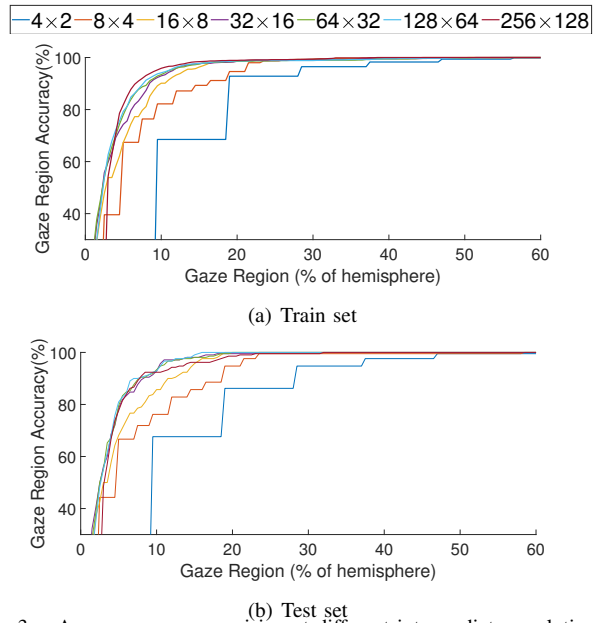 4×2 8×4 16×8 32×16 64×32 128×64 256×128
100
80
60
40
Gaze Region Accuracy(%)
0 10 20 30 40 50 60
Gaze Region (% of hemisphere)
(a) Train set
100
80
60
40
Gaze Region Accuracy(%)
0 10 20 30 40 50 60
Gaze Region (% of hemisphere)
(b) Test set